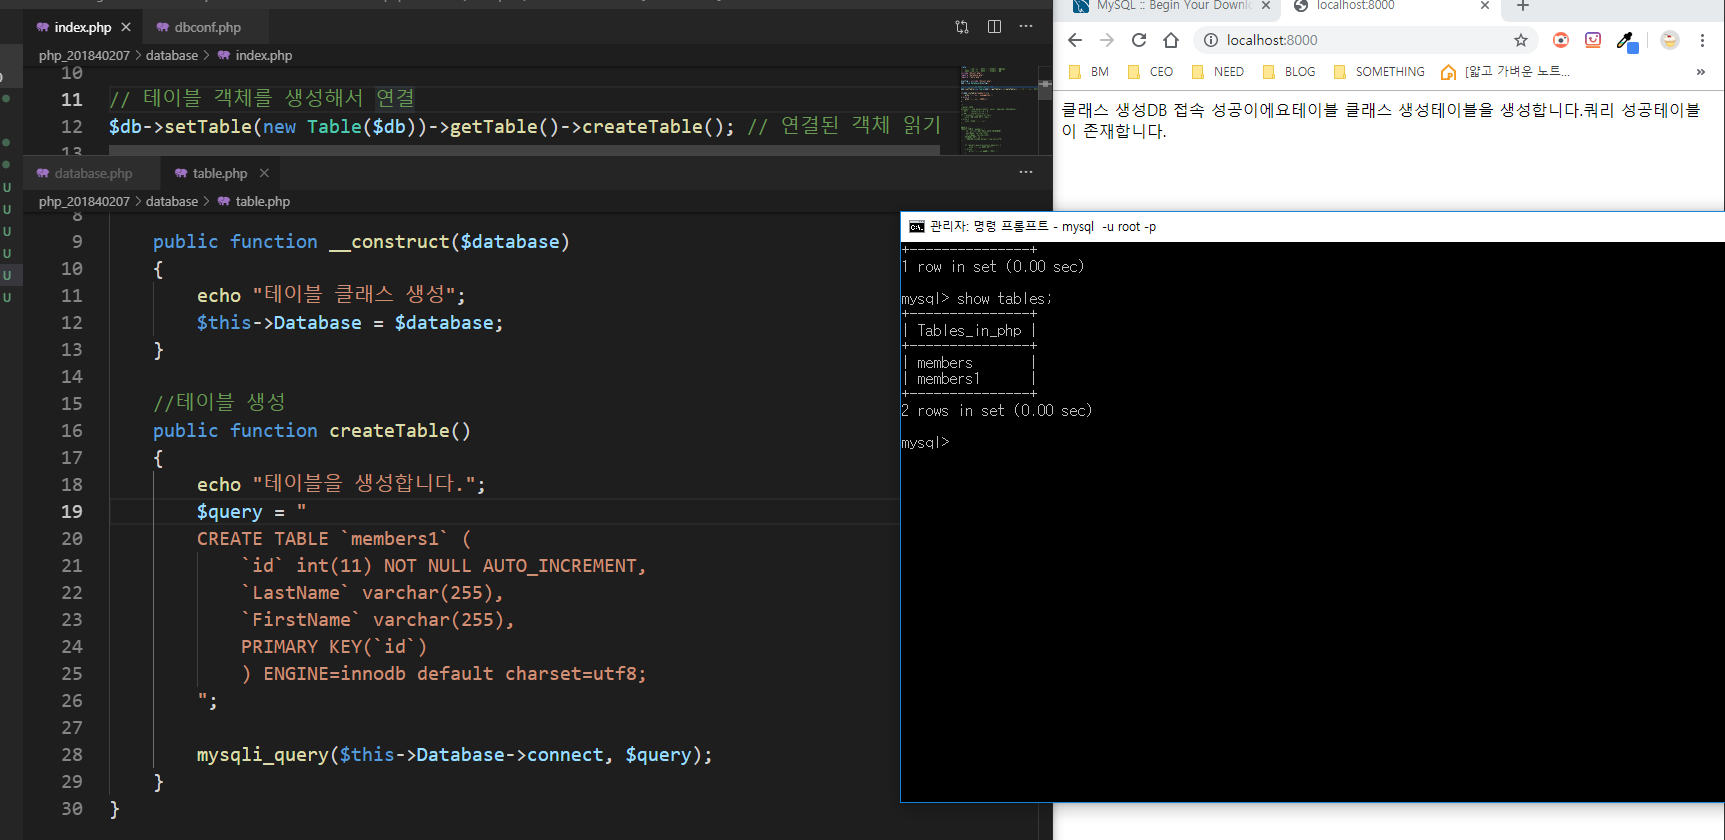 index.php
dbconf.php
php_201840207 > database > index.php
10
11 // 테이블 객체를 생성해서 연결
12 $db->setTable(new Table($db))->getTable()->createTable(); // 연결된 객체 읽기
13
database.php
table.php
php_201840207 > database > table.php
8
9 public function __construct($database)
10 {
11 echo "테이블 클래스 생성";
12 $this->Database = $database;
13 }
14
15 //테이블 생성
16 public function createTable()
17 {
18 echo "테이블을 생성합니다.";
19 $query = "
20 CREATE TABLE `members1` (
21 `id` int(11) NOT NULL AUTO_INCREMENT,
22 `LastName` varchar(255),
23 `FirstName` varchar(255),
24 PRIMARY KEY(`id`)
25 ) ENGINE=innodb default charset=utf8;
26 ";
27
28 mysqli_query($this->Database->connect, $query);
29 }
30 }
U
U
U
U
U
U
MySQL :: Begin Your Downl
localhost:8000
localhost:8000
BM CEO NEED BLOG SOMETHING [얇고 가벼운 노트... »
클래스 생성DB 접속 성공이에요테이블 클래스 생성테이블을 생성합니다.쿼리 성공테이블
이 존재합니다.
관리자: 명령 프롬프트 - mysql  -u root -p
+---------------+
1 row in set (0.00 sec)
mysql> show tables;
+---------------+
| Tables_in_php |
+---------------+
| members       |
| members1      |
+---------------+
2 rows in set (0.00 sec)
mysql>